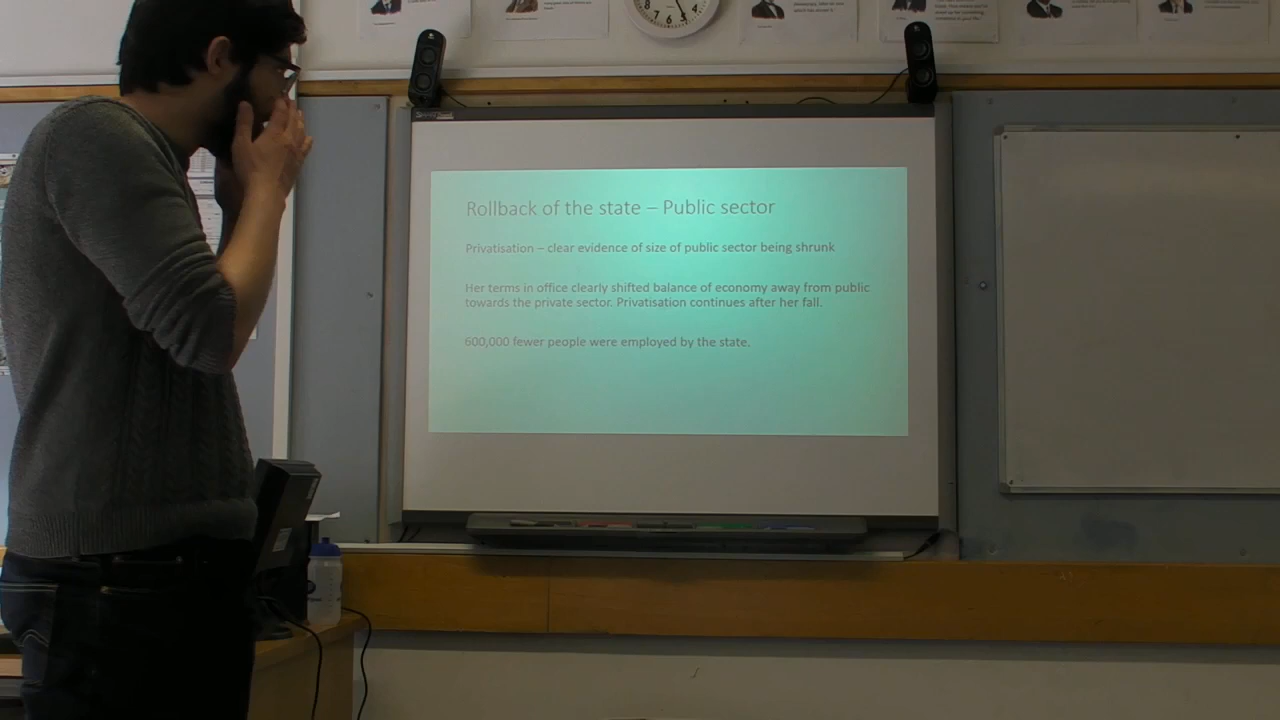 Rollback of the state – Public sector
Privatisation – clear evidence of size of public sector being shrunk
Her terms in office clearly shifted balance of economy away from public
towards the private sector. Privatisation continues after her fall.
600,000 fewer people were employed by the state.